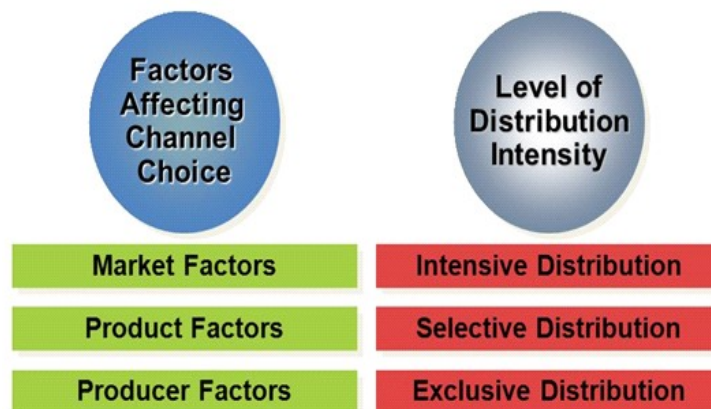 Factors
Affecting
Channel
Choice
Level of
Distribution
Intensity
Market Factors
Intensive Distribution
Product Factors
Selective Distribution
Producer Factors
Exclusive Distribution